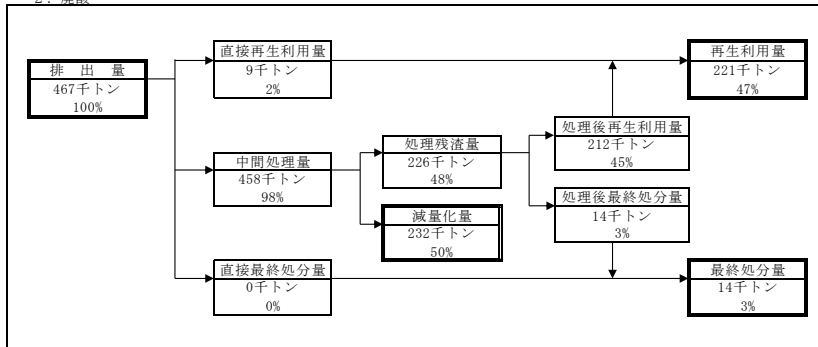 2．廃酸
直接再生利用量
9千トン
2%
再生利用量
221千トン
47%
排 出 量
467千トン
100%
処理後再生利用量
212千トン
45%
処理残渣量
226千トン
48%
中間処理量
458千トン
98%
処理後最終処分量
14千トン
3%
減量化量
232千トン
50%
直接最終処分量
0千トン
0%
最終処分量
14千トン
3%